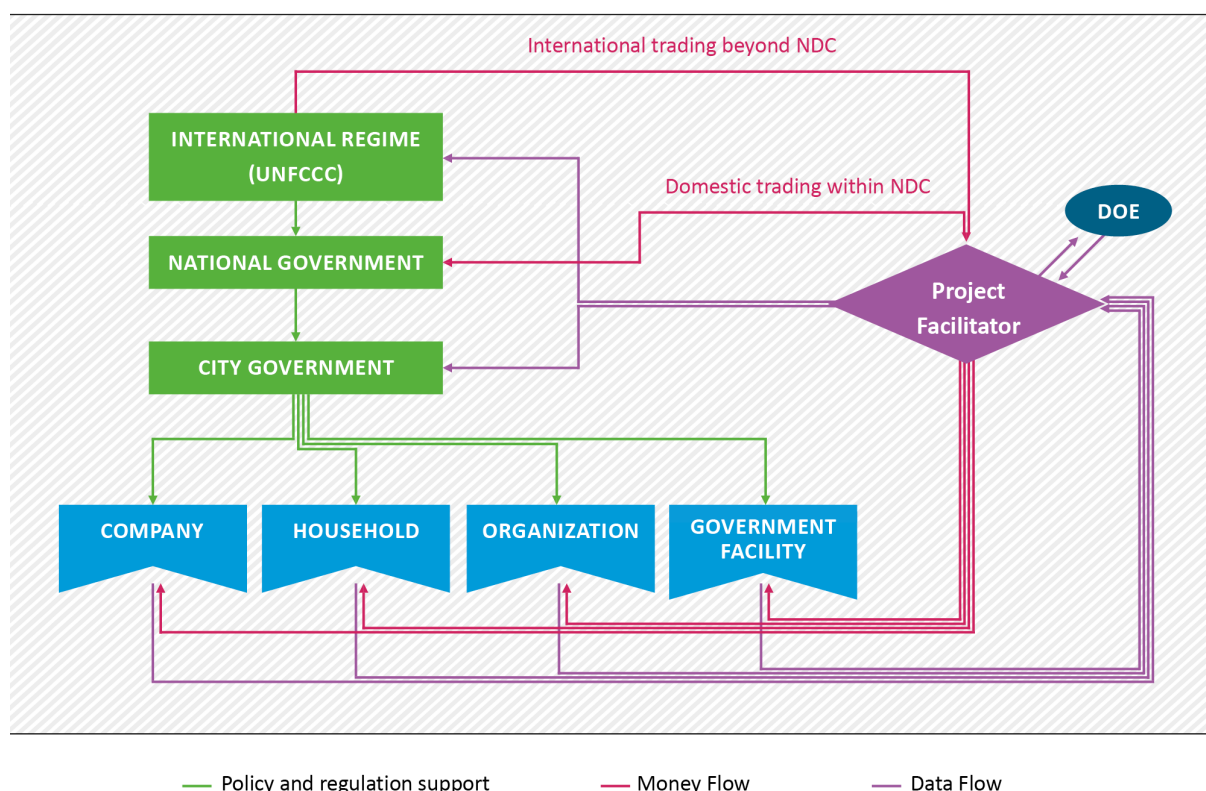 International trading beyond NDC
INTERNATIONAL REGIME
(UNFCCC)
Domestic trading within NDC
DOE
NATIONAL GOVERNMENT
Project
Facilitator
CITY GOVERNMENT
COMPANY
HOUSEHOLD
ORGANIZATION
GOVERNMENT
FACILITY
Policy and regulation support
Money Flow
Data Flow